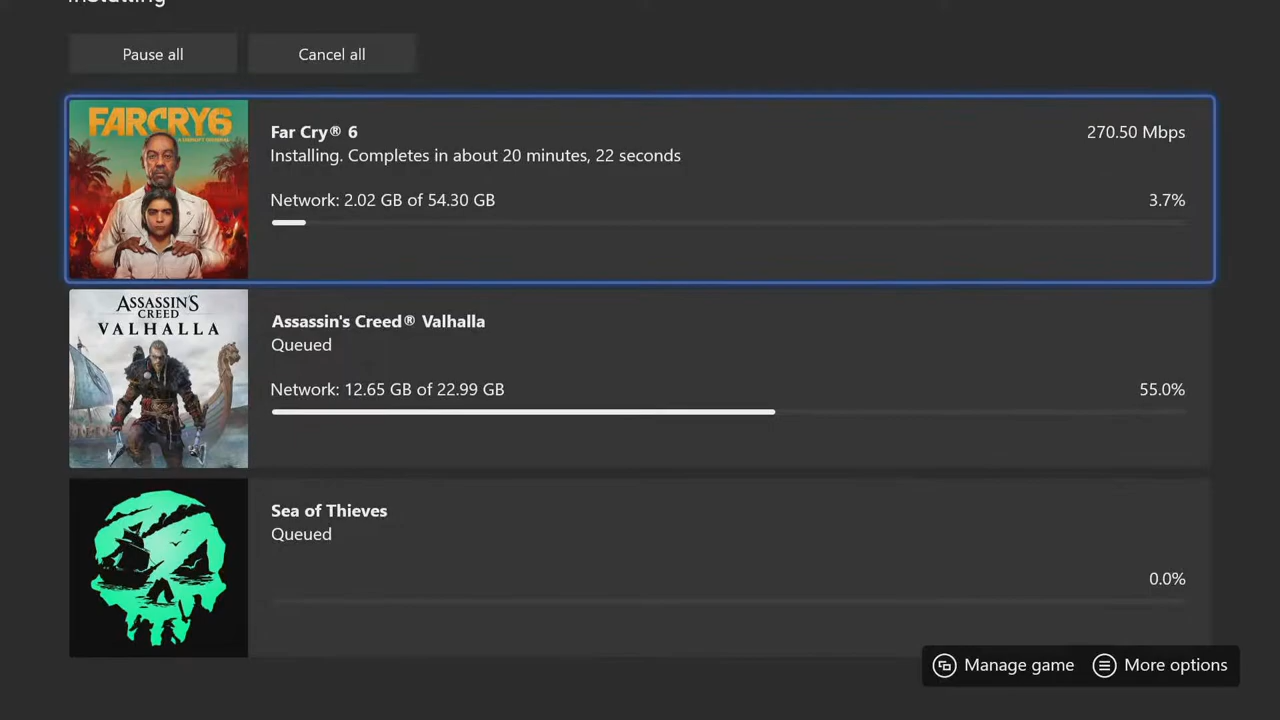 Installing
Pause all
Cancel all
FARCRY6
Far Cry® 6
270.50 Mbps
Installing. Completes in about 20 minutes, 22 seconds
Network: 2.02 GB of 54.30 GB
3.7%
ASSASSIN'S
CREED
VALHALLA
Assassin's Creed® Valhalla
Queued
Network: 12.65 GB of 22.99 GB
55.0%
Sea of Thieves
Queued
0.0%
Manage game
More options